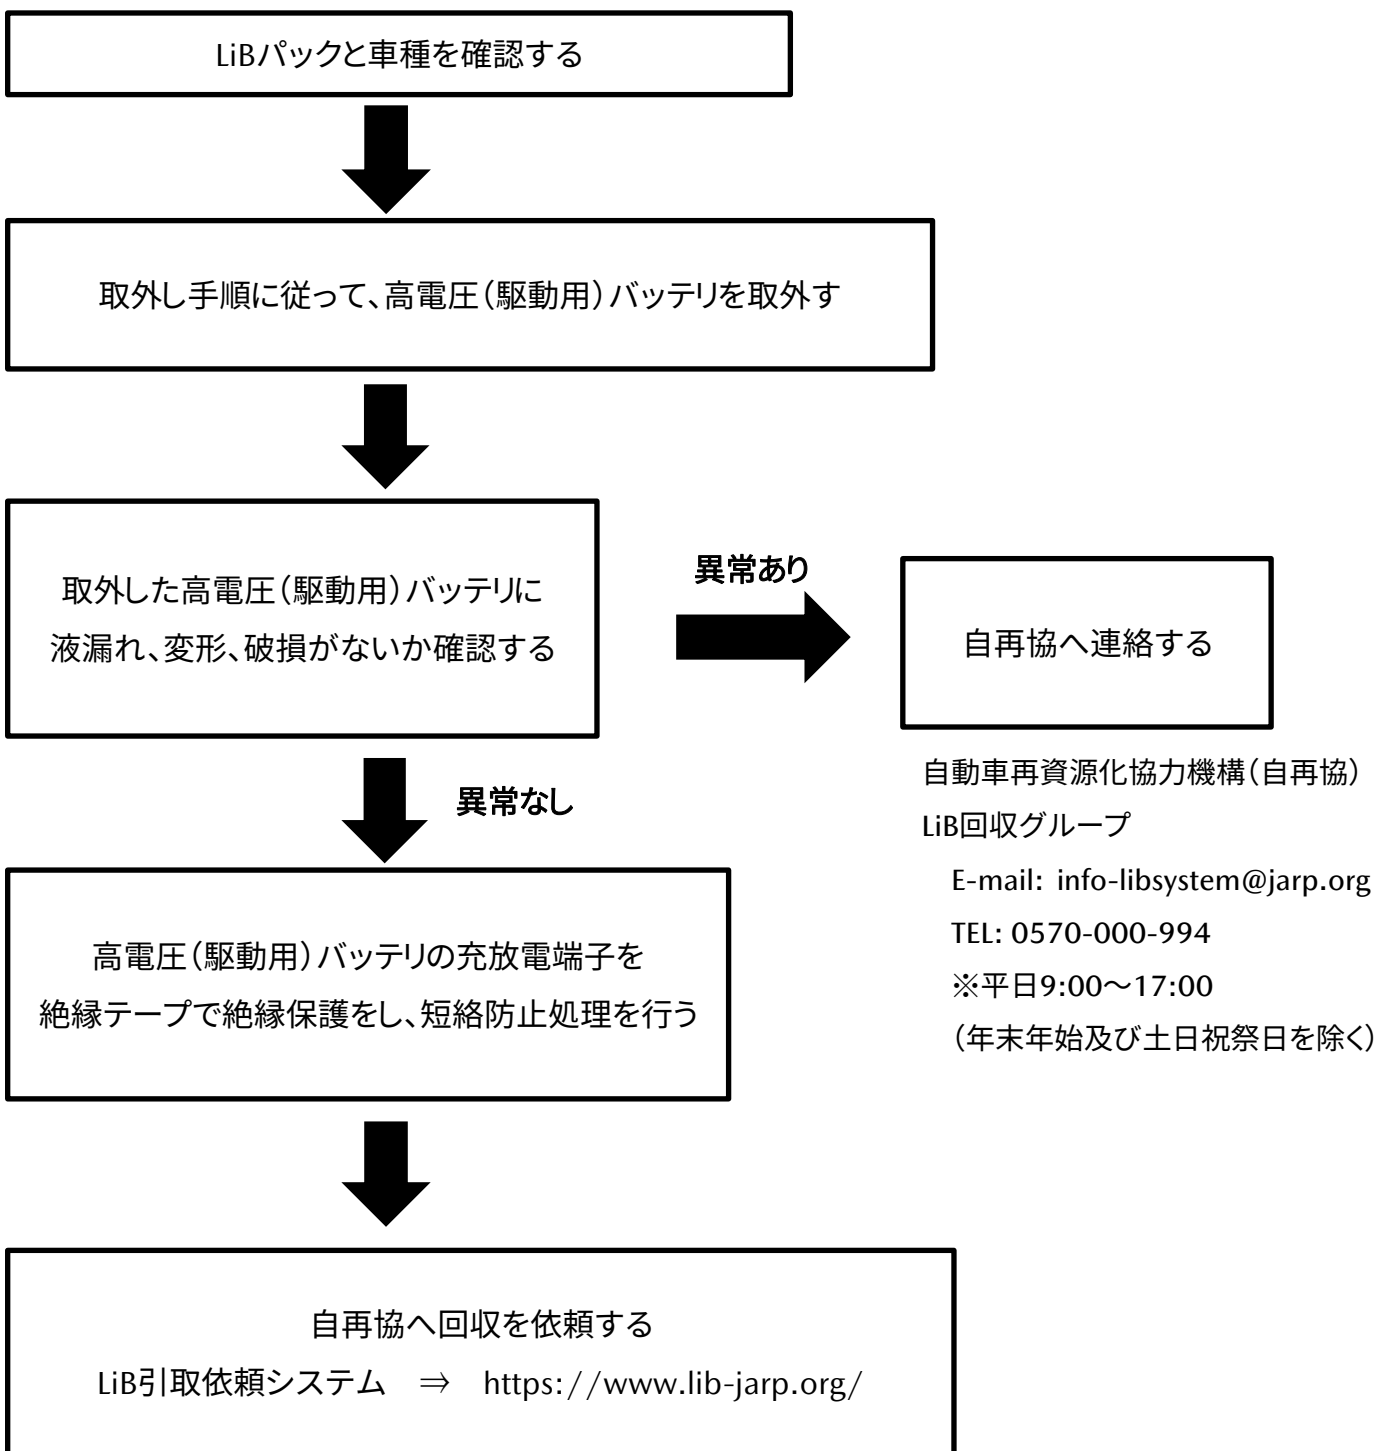 LiBパックと車種を確認する
取外し手順に従って、高電圧(駆動用)バッテリを取外す
取外した高電圧(駆動用)バッテリに
液漏れ、変形、破損がないか確認する
異常あり
自再協へ連絡する
自動車再資源化協力機構(自再協)
LiB回収グループ
E-mail: info-libsystem@jarp.org
TEL: 0570-000-994
※平日9:00～17:00
(年末年始及び土日祝祭日を除く)
異常なし
高電圧(駆動用)バッテリの充放電端子を
絶縁テープで絶縁保護をし、短絡防止処理を行う
自再協へ回収を依頼する
LiB引取依頼システム ⇒ https://www.lib-jarp.org/